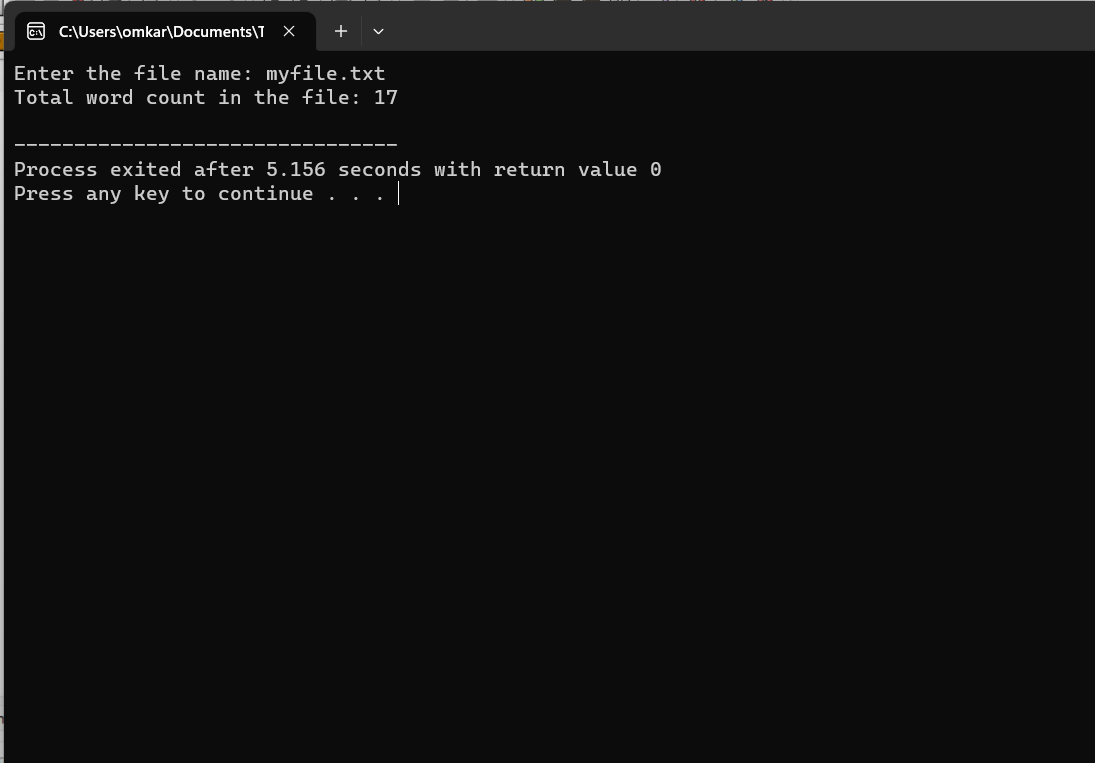 C:\Users\omkar\Documents\T
Enter the file name: myfile.txt
Total word count in the file: 17
--------------------------------
Process exited after 5.156 seconds with return value 0
Press any key to continue . . .